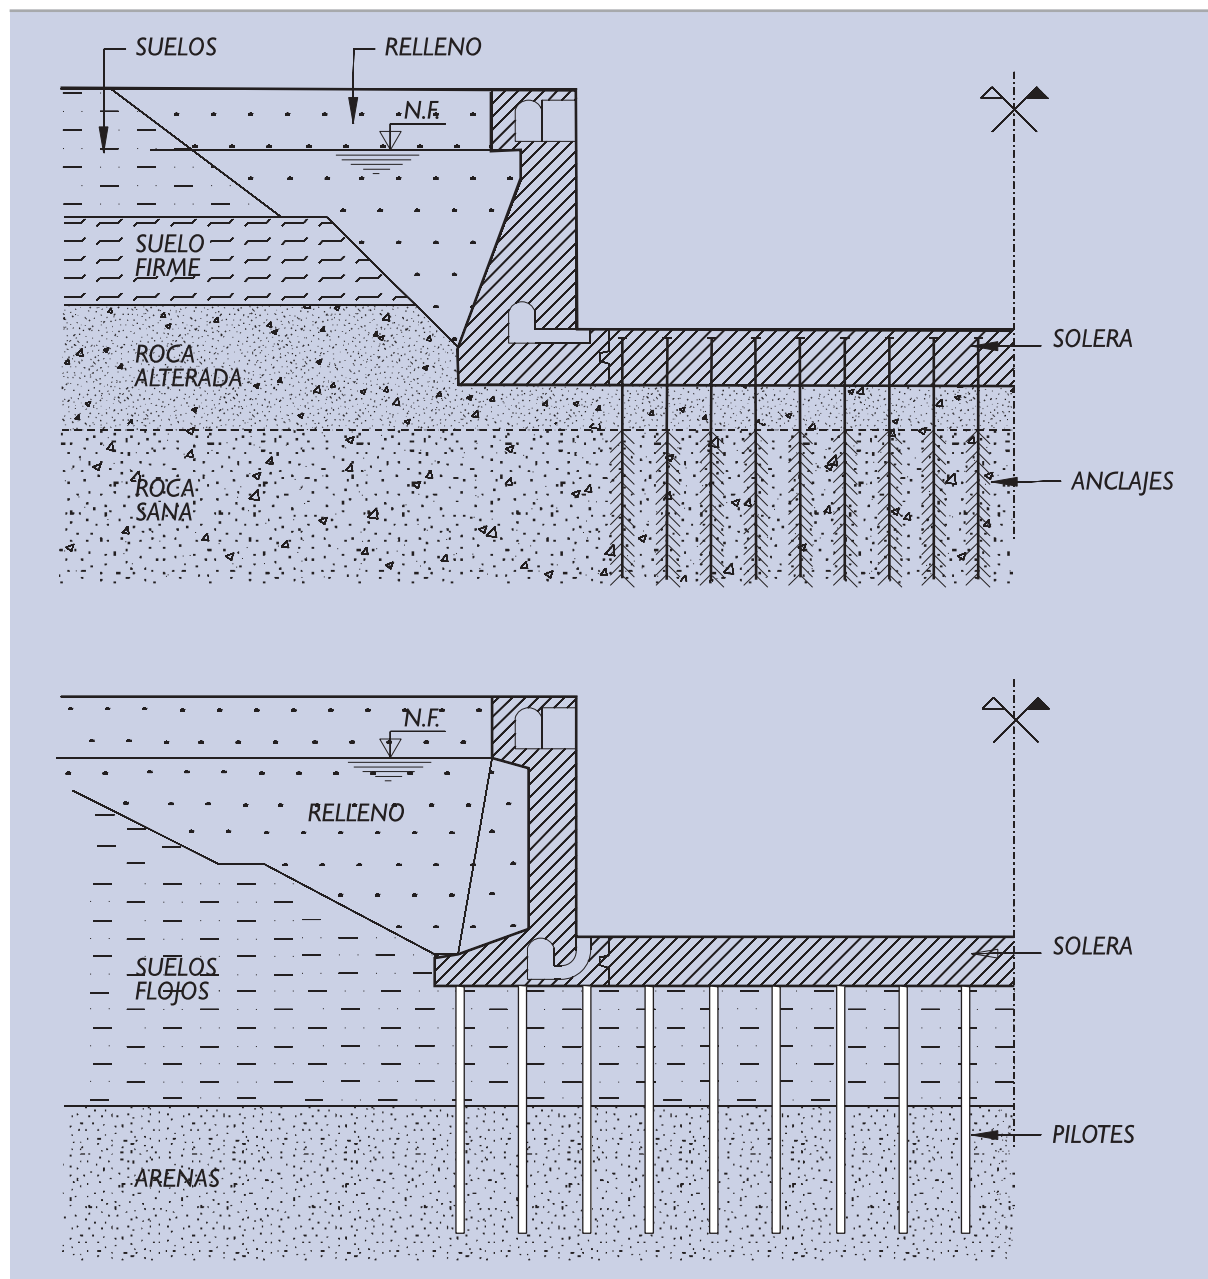 SUELOS
RELLENO
N.F.
SUELO
FIRME
ROCA
ALTERADA
SOLERA
ROCA
SANA
ANCLAJES
N.F.
RELLENO
SUELOS
FLOJOS
SOLERA
PILOTES
ARENAS